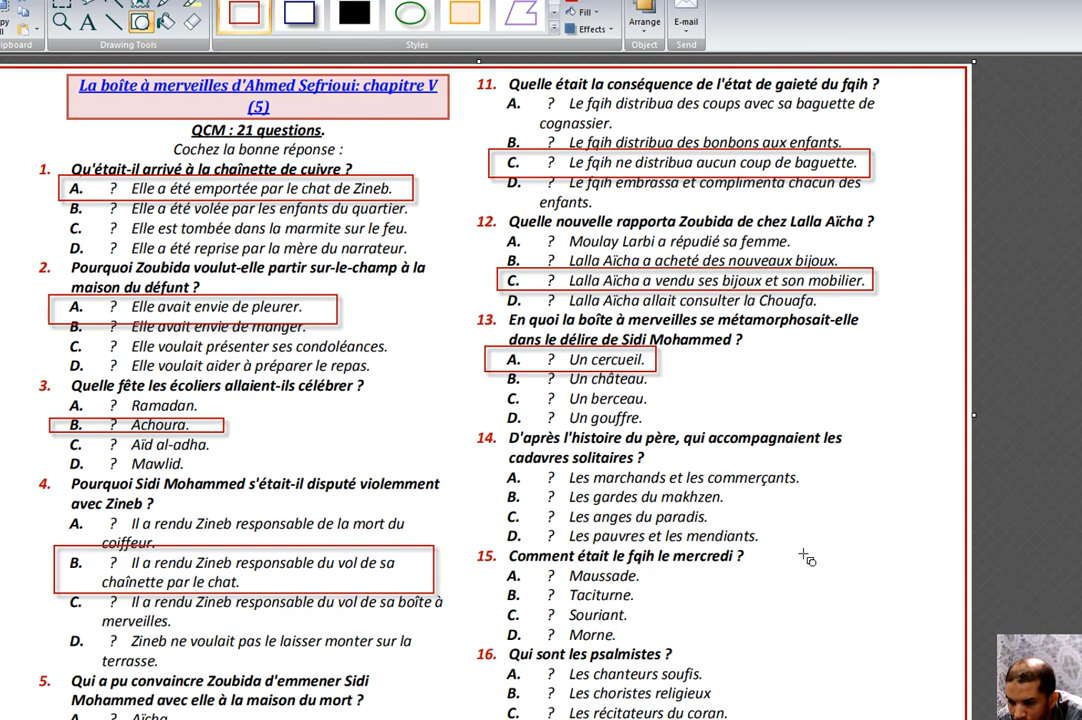 Fill
Effects
Arrange
E-mail
Drawing Tools
Styles
Object
Send
La boîte à merveilles d'Ahmed Sefrioui: chapitre V
(5)
QCM : 21 questions.
Cochez la bonne réponse :
1. Qu'était-il arrivé à la chaînette de cuivre ?
A. ? Elle a été emportée par le chat de Zineb.
B. ? Elle a été volée par les enfants du quartier.
C. ? Elle est tombée dans la marmite sur le feu.
D. ? Elle a été reprise par la mère du narrateur.
2. Pourquoi Zoubida voulut-elle partir sur-le-champ à la
maison du défunt ?
A. ? Elle avait envie de pleurer.
B. ? Elle avait envie de manger.
C. ? Elle voulait présenter ses condoléances.
D. ? Elle voulait aider à préparer le repas.
3. Quelle fête les écoliers allaient-ils célébrer ?
A. ? Ramadan.
B. ? Achoura.
C. ? Aïd al-adha.
D. ? Mawlid.
4. Pourquoi Sidi Mohammed s'était-il disputé violemment
avec Zineb ?
A. ? Il a rendu Zineb responsable de la mort du
coiffeur.
B. ? Il a rendu Zineb responsable du vol de sa
chaînette par le chat.
C. ? Il a rendu Zineb responsable du vol de sa boîte à
merveilles.
D. ? Zineb ne voulait pas le laisser monter sur la
terrasse.
5. Qui a pu convaincre Zoubida d'emmener Sidi
Mohammed avec elle à la maison du mort ?
A. ? Aïcha
11. Quelle était la conséquence de l'état de gaieté du fqih ?
A. ? Le fqih distribua des coups avec sa baguette de
cognassier.
B. ? Le fqih distribua des bonbons aux enfants.
C. ? Le fqih ne distribua aucun coup de baguette.
D. ? Le fqih embrassa et complimenta chacun des
enfants.
12. Quelle nouvelle rapporta Zoubida de chez Lalla Aïcha ?
A. ? Moulay Larbi a répudié sa femme.
B. ? Lalla Aïcha a acheté des nouveaux bijoux.
C. ? Lalla Aïcha a vendu ses bijoux et son mobilier.
D. ? Lalla Aïcha allait consulter la Chouafa.
13. En quoi la boîte à merveilles se métamorphosait-elle
dans le délire de Sidi Mohammed ?
A. ? Un cercueil.
B. ? Un château.
C. ? Un berceau.
D. ? Un gouffre.
14. D'après l'histoire du père, qui accompagnaient les
cadavres solitaires ?
A. ? Les marchands et les commerçants.
B. ? Les gardes du makhzen.
C. ? Les anges du paradis.
D. ? Les pauvres et les mendiants.
15. Comment était le fqih le mercredi ?
A. ? Maussade.
B. ? Taciturne.
C. ? Souriant.
D. ? Morne.
16. Qui sont les psalmistes ?
A. ? Les chanteurs soufis.
B. ? Les choristes religieux
C. ? Les récitateurs du coran.